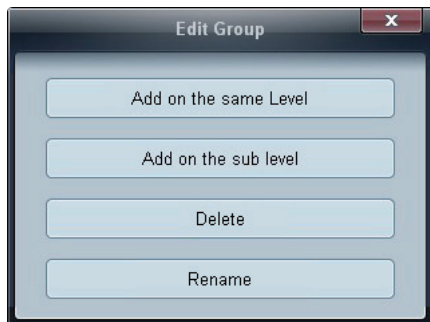 Edit Group
x
Add on the same Level
Add on the sub level
Delete
Rename